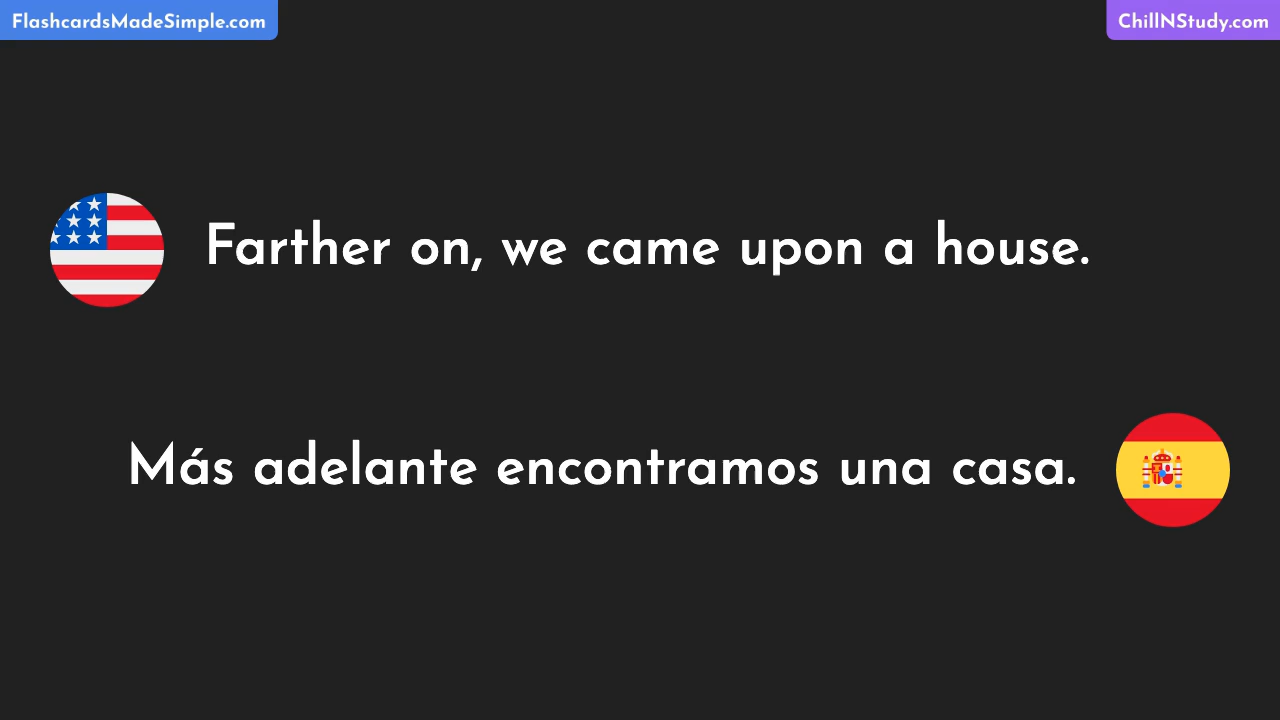 FlashcardsMadeSimple.com
ChillNStudy.com
Farther on, we came upon a house.
Más adelante encontramos una casa.